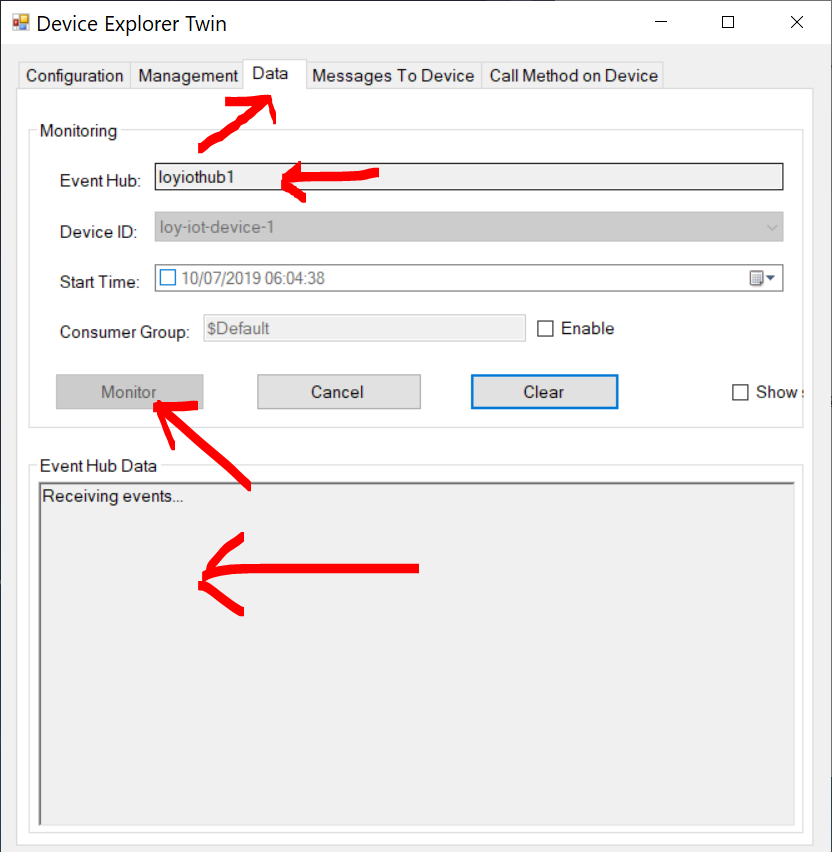 Device Explorer Twin
Configuration Management Data Messages To Device Call Method on Device
Monitoring
Event Hub: loyiothub1
Device ID: loy-iot-device-1
Start Time: 10/07/2019 06:04:38
Consumer Group: $Default Enable
Monitor Cancel Clear Show
Event Hub Data
Receiving events...